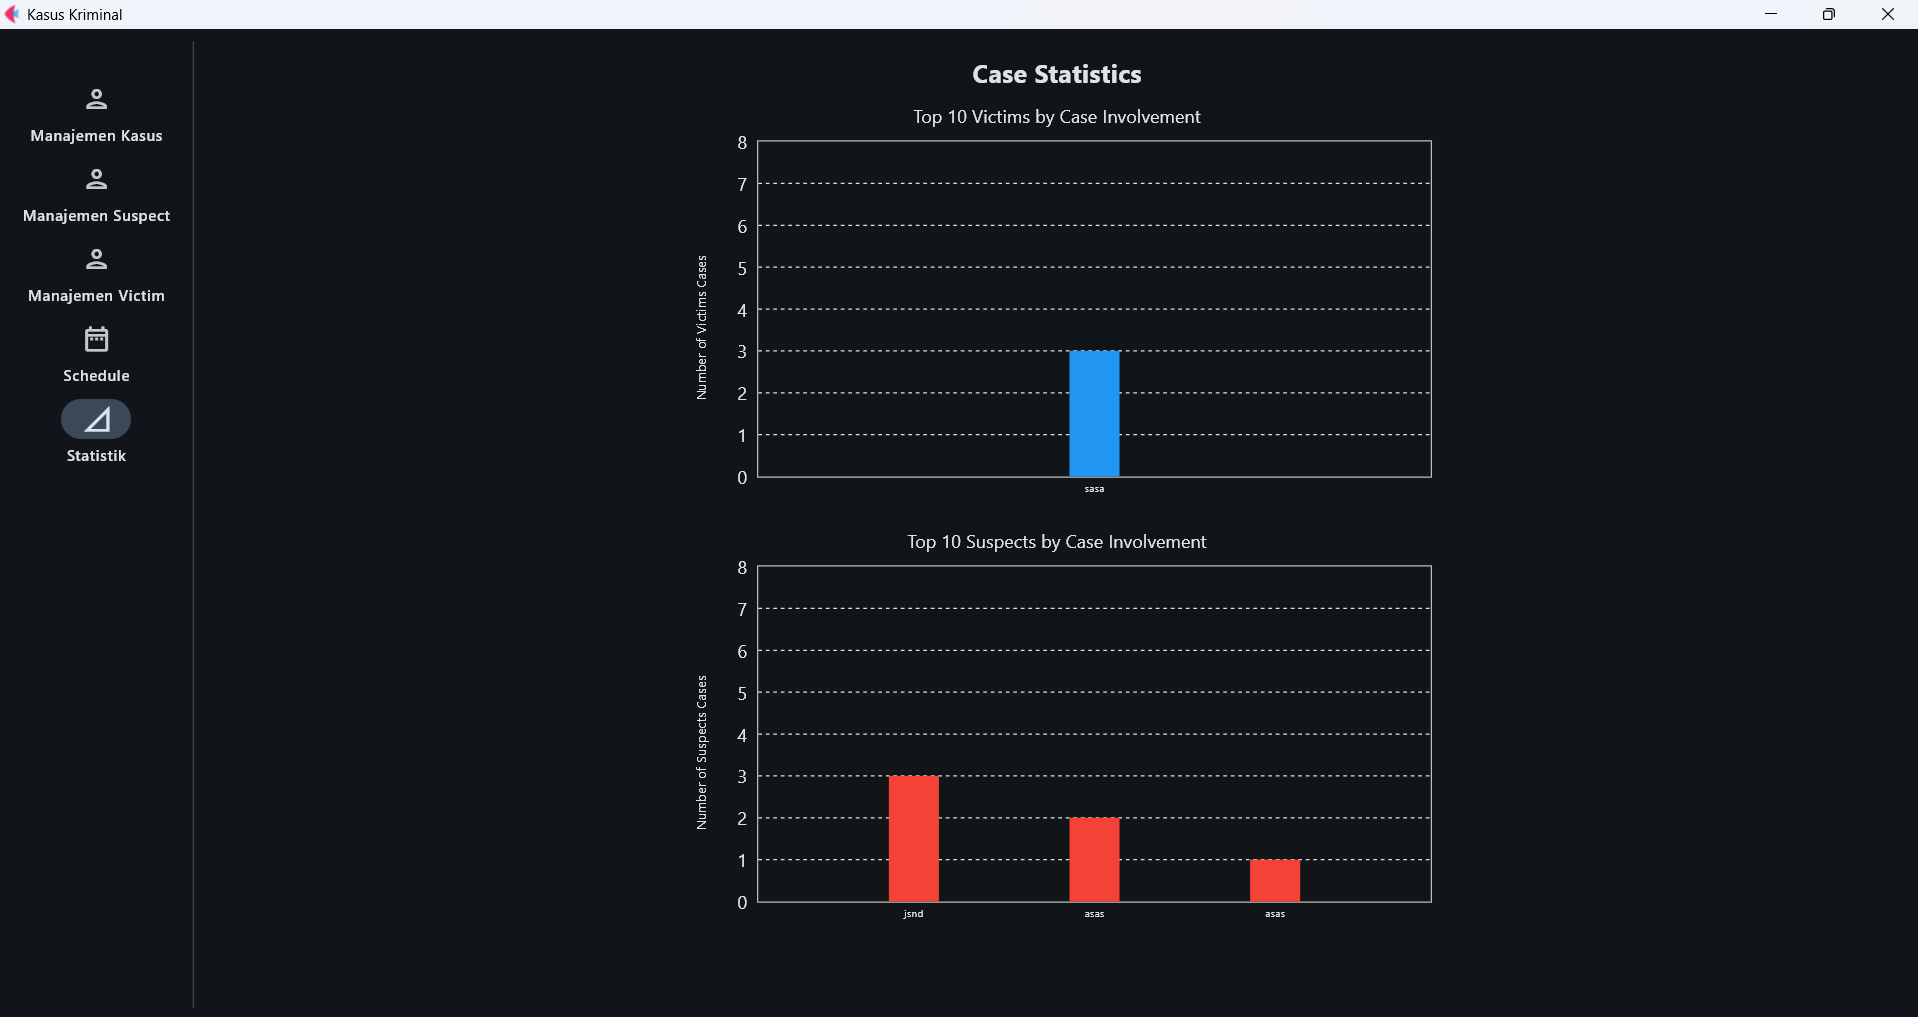 Kasus Kriminal
Manajemen Kasus
Manajemen Suspect
Manajemen Victim
Schedule
Statistik
Case Statistics
Top 10 Victims by Case Involvement
Number of Victims Cases
8
7
6
5
4
3
2
1
0
sasa
Top 10 Suspects by Case Involvement
Number of Suspects Cases
8
7
6
5
4
3
2
1
0
jsnd asas asas